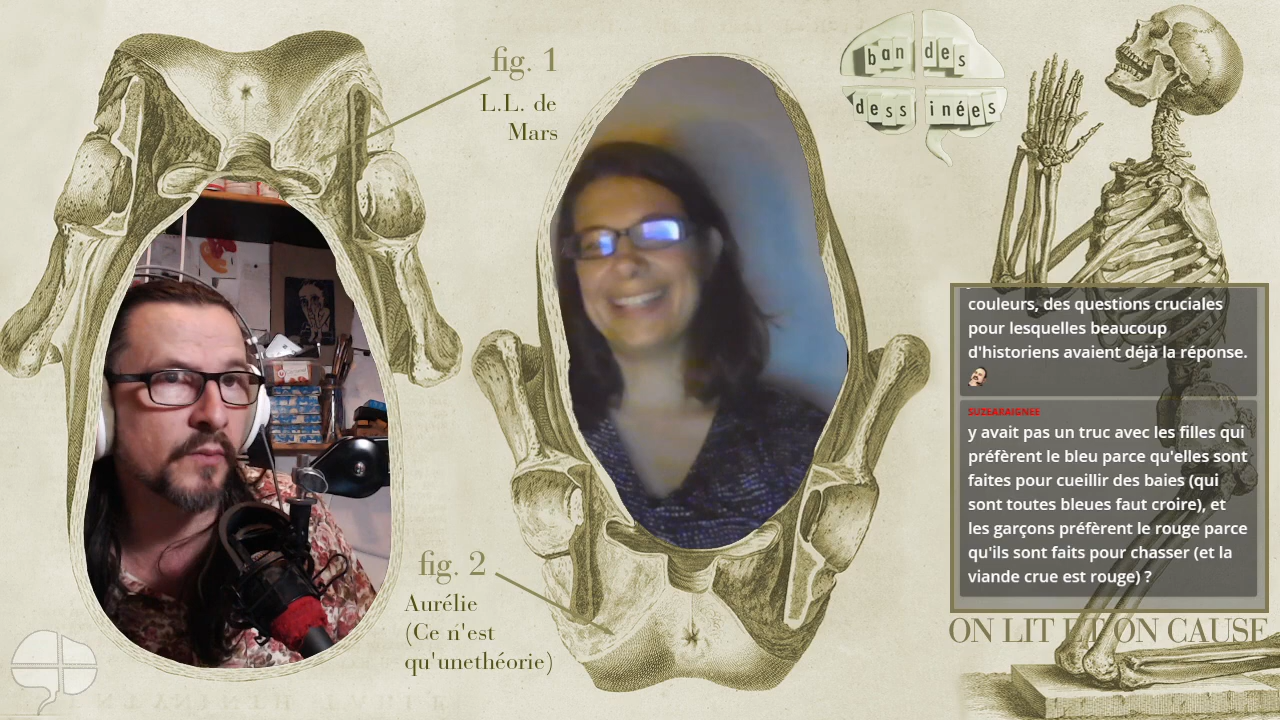 fig. 1
L.L. de
Mars
bandes
dessinées
couleurs, des questions cruciales
pour lesquelles beaucoup
d'historiens avaient déjà la réponse.
SUZEARAIGNEE
y avait pas un truc avec les filles qui
préfèrent le bleu parce qu'elles sont
faites pour cueillir des baies (qui
sont toutes bleues faut croire), et
les garçons préfèrent le rouge parce
qu'ils sont faits pour chasser (et la
viande crue est rouge) ?
fig. 2
Aurélie
(Ce n'est
qu'unethéorie)
ON LIT ET ON CAUSE